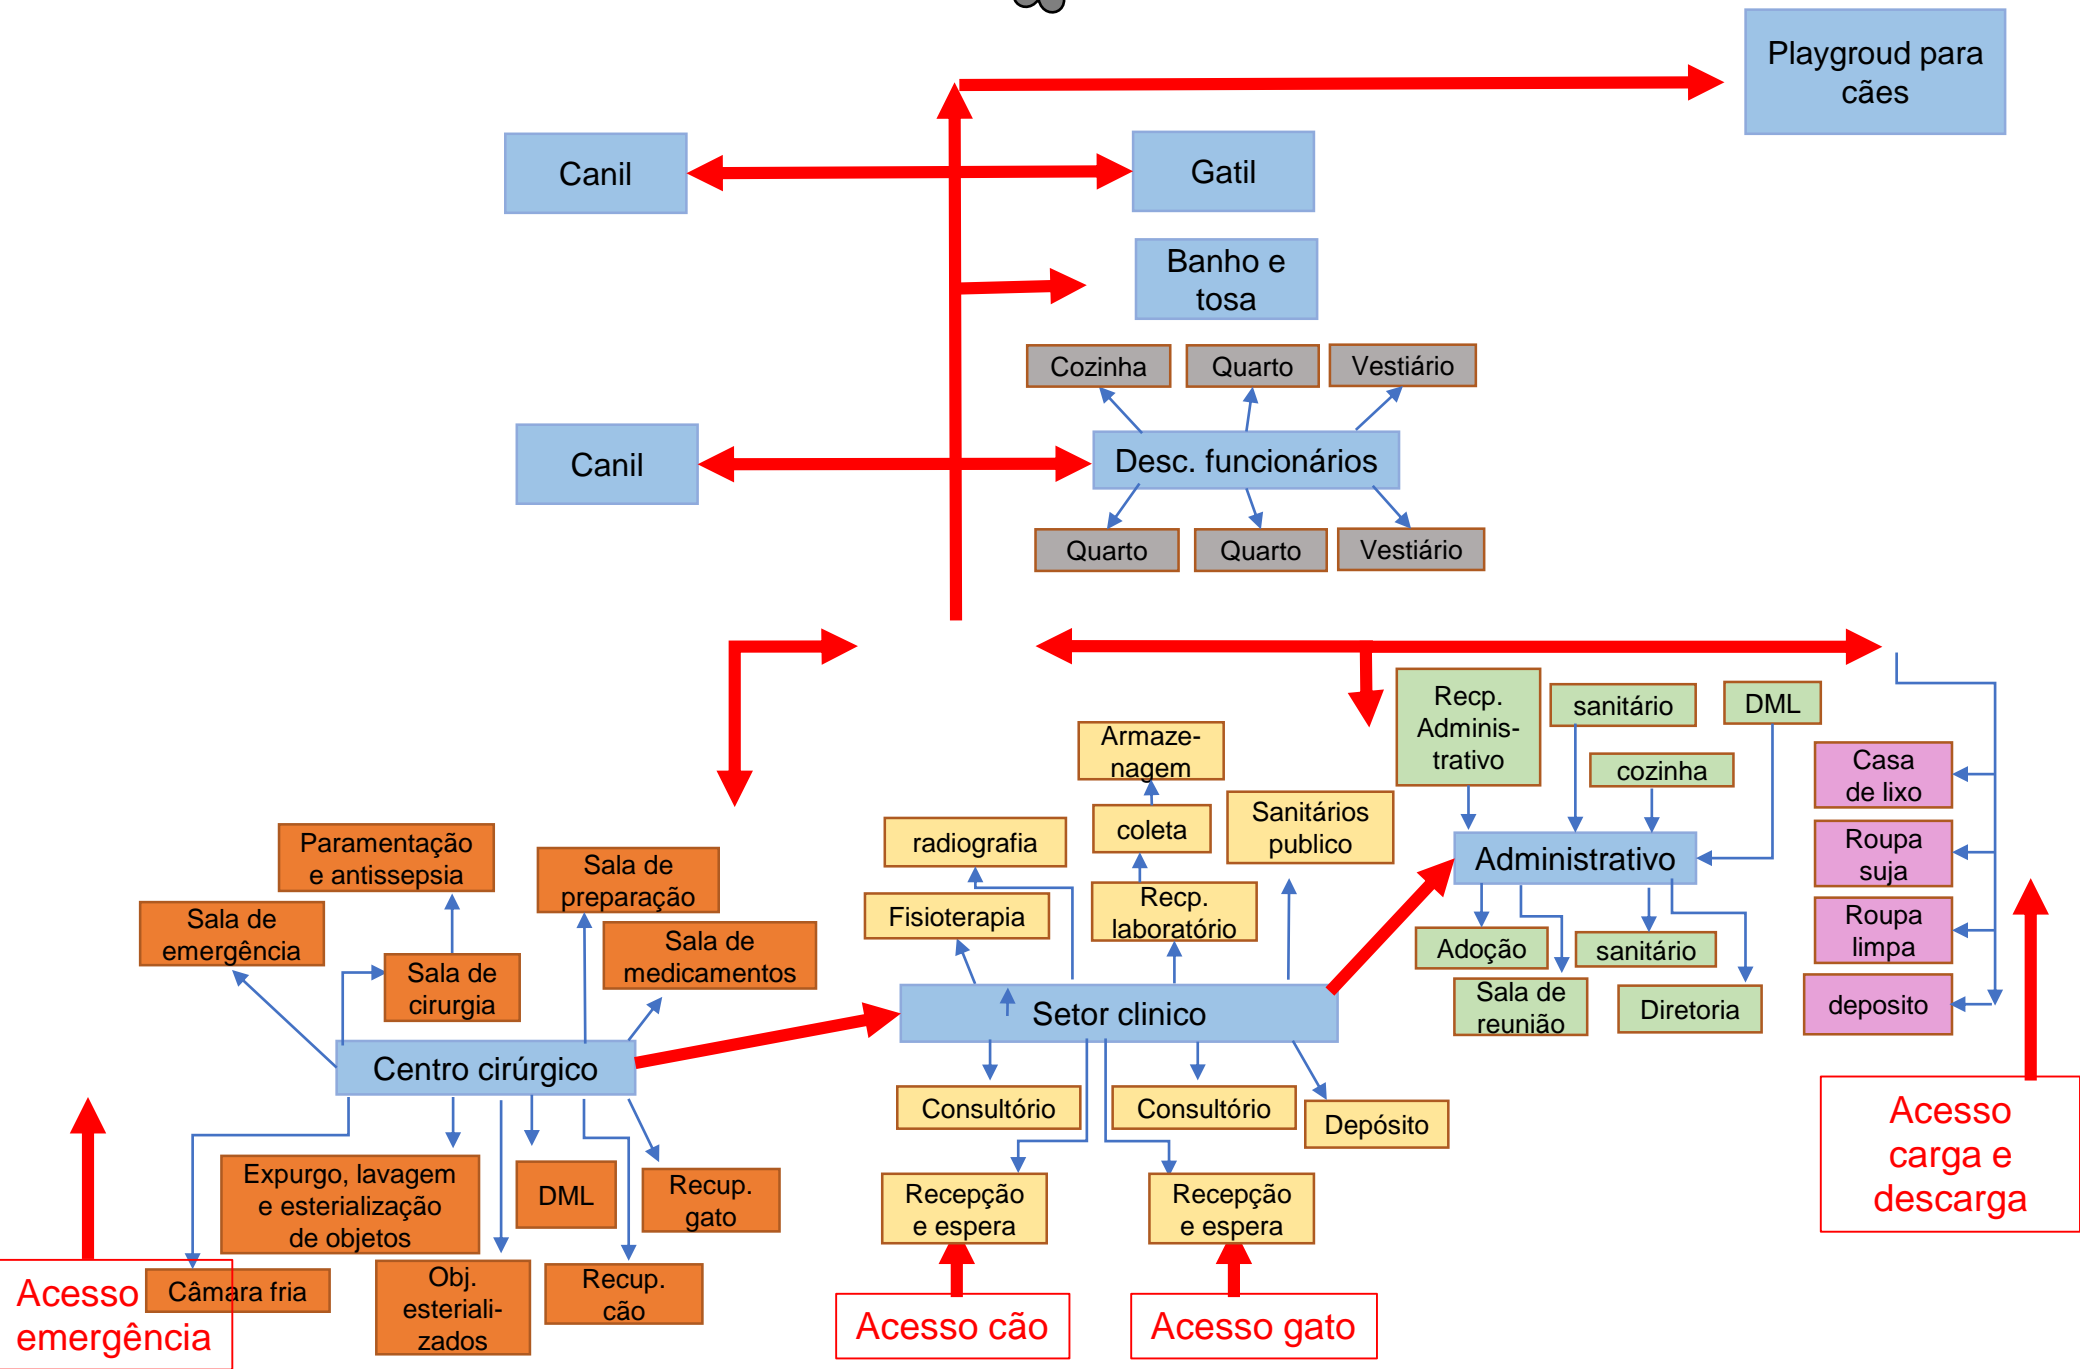 Playgroud para
cães
Canil
Gatil
Banho e
tosa
Cozinha
Quarto
Vestiário
Canil
Desc. funcionários
Quarto
Quarto
Vestiário
Recp.
Adminis-
trativo
sanitário
DML
Armaze-
nagem
cozinha
Casa
de lixo
Sanitários
publico
coleta
radiografia
Paramentação
e antissepsia
Sala de
preparação
Administrativo
Roupa
suja
Fisioterapia
Recp.
laboratório
Sala de
emergência
Sala de
medicamentos
Adoção
sanitário
Roupa
limpa
Sala de
cirurgia
Setor clinico
Sala de
reunião
Diretoria
deposito
Centro cirúrgico
Consultório
Consultório
Depósito
Acesso
carga e
descarga
Expurgo, lavagem
e esterialização
de objetos
DML
Recup.
gato
Recepção
e espera
Recepção
e espera
Acesso
emergência
Câmara fria
Obj.
esteriali-
zados
Recup.
cão
Acesso cão
Acesso gato